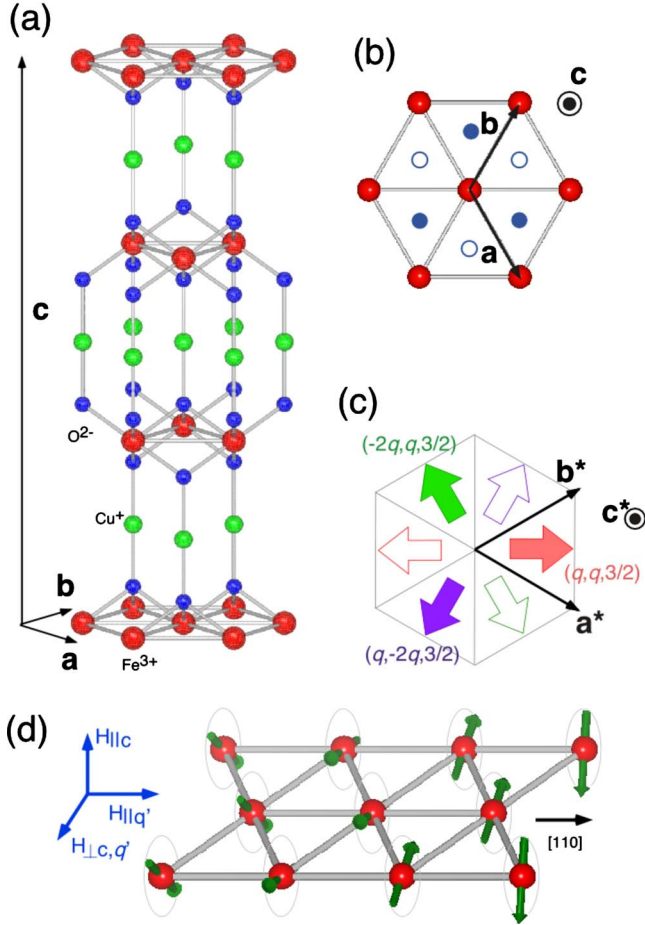 (a)
c
O2-
Cu+
b
a
Fe3+
(b)
c
b
a
(c)
(-2q,q,3/2)
b*
c*
(q,q,3/2)
a*
(q,-2q,3/2)
(d)
H||c
H||q'
H⊥c,q'
[110]